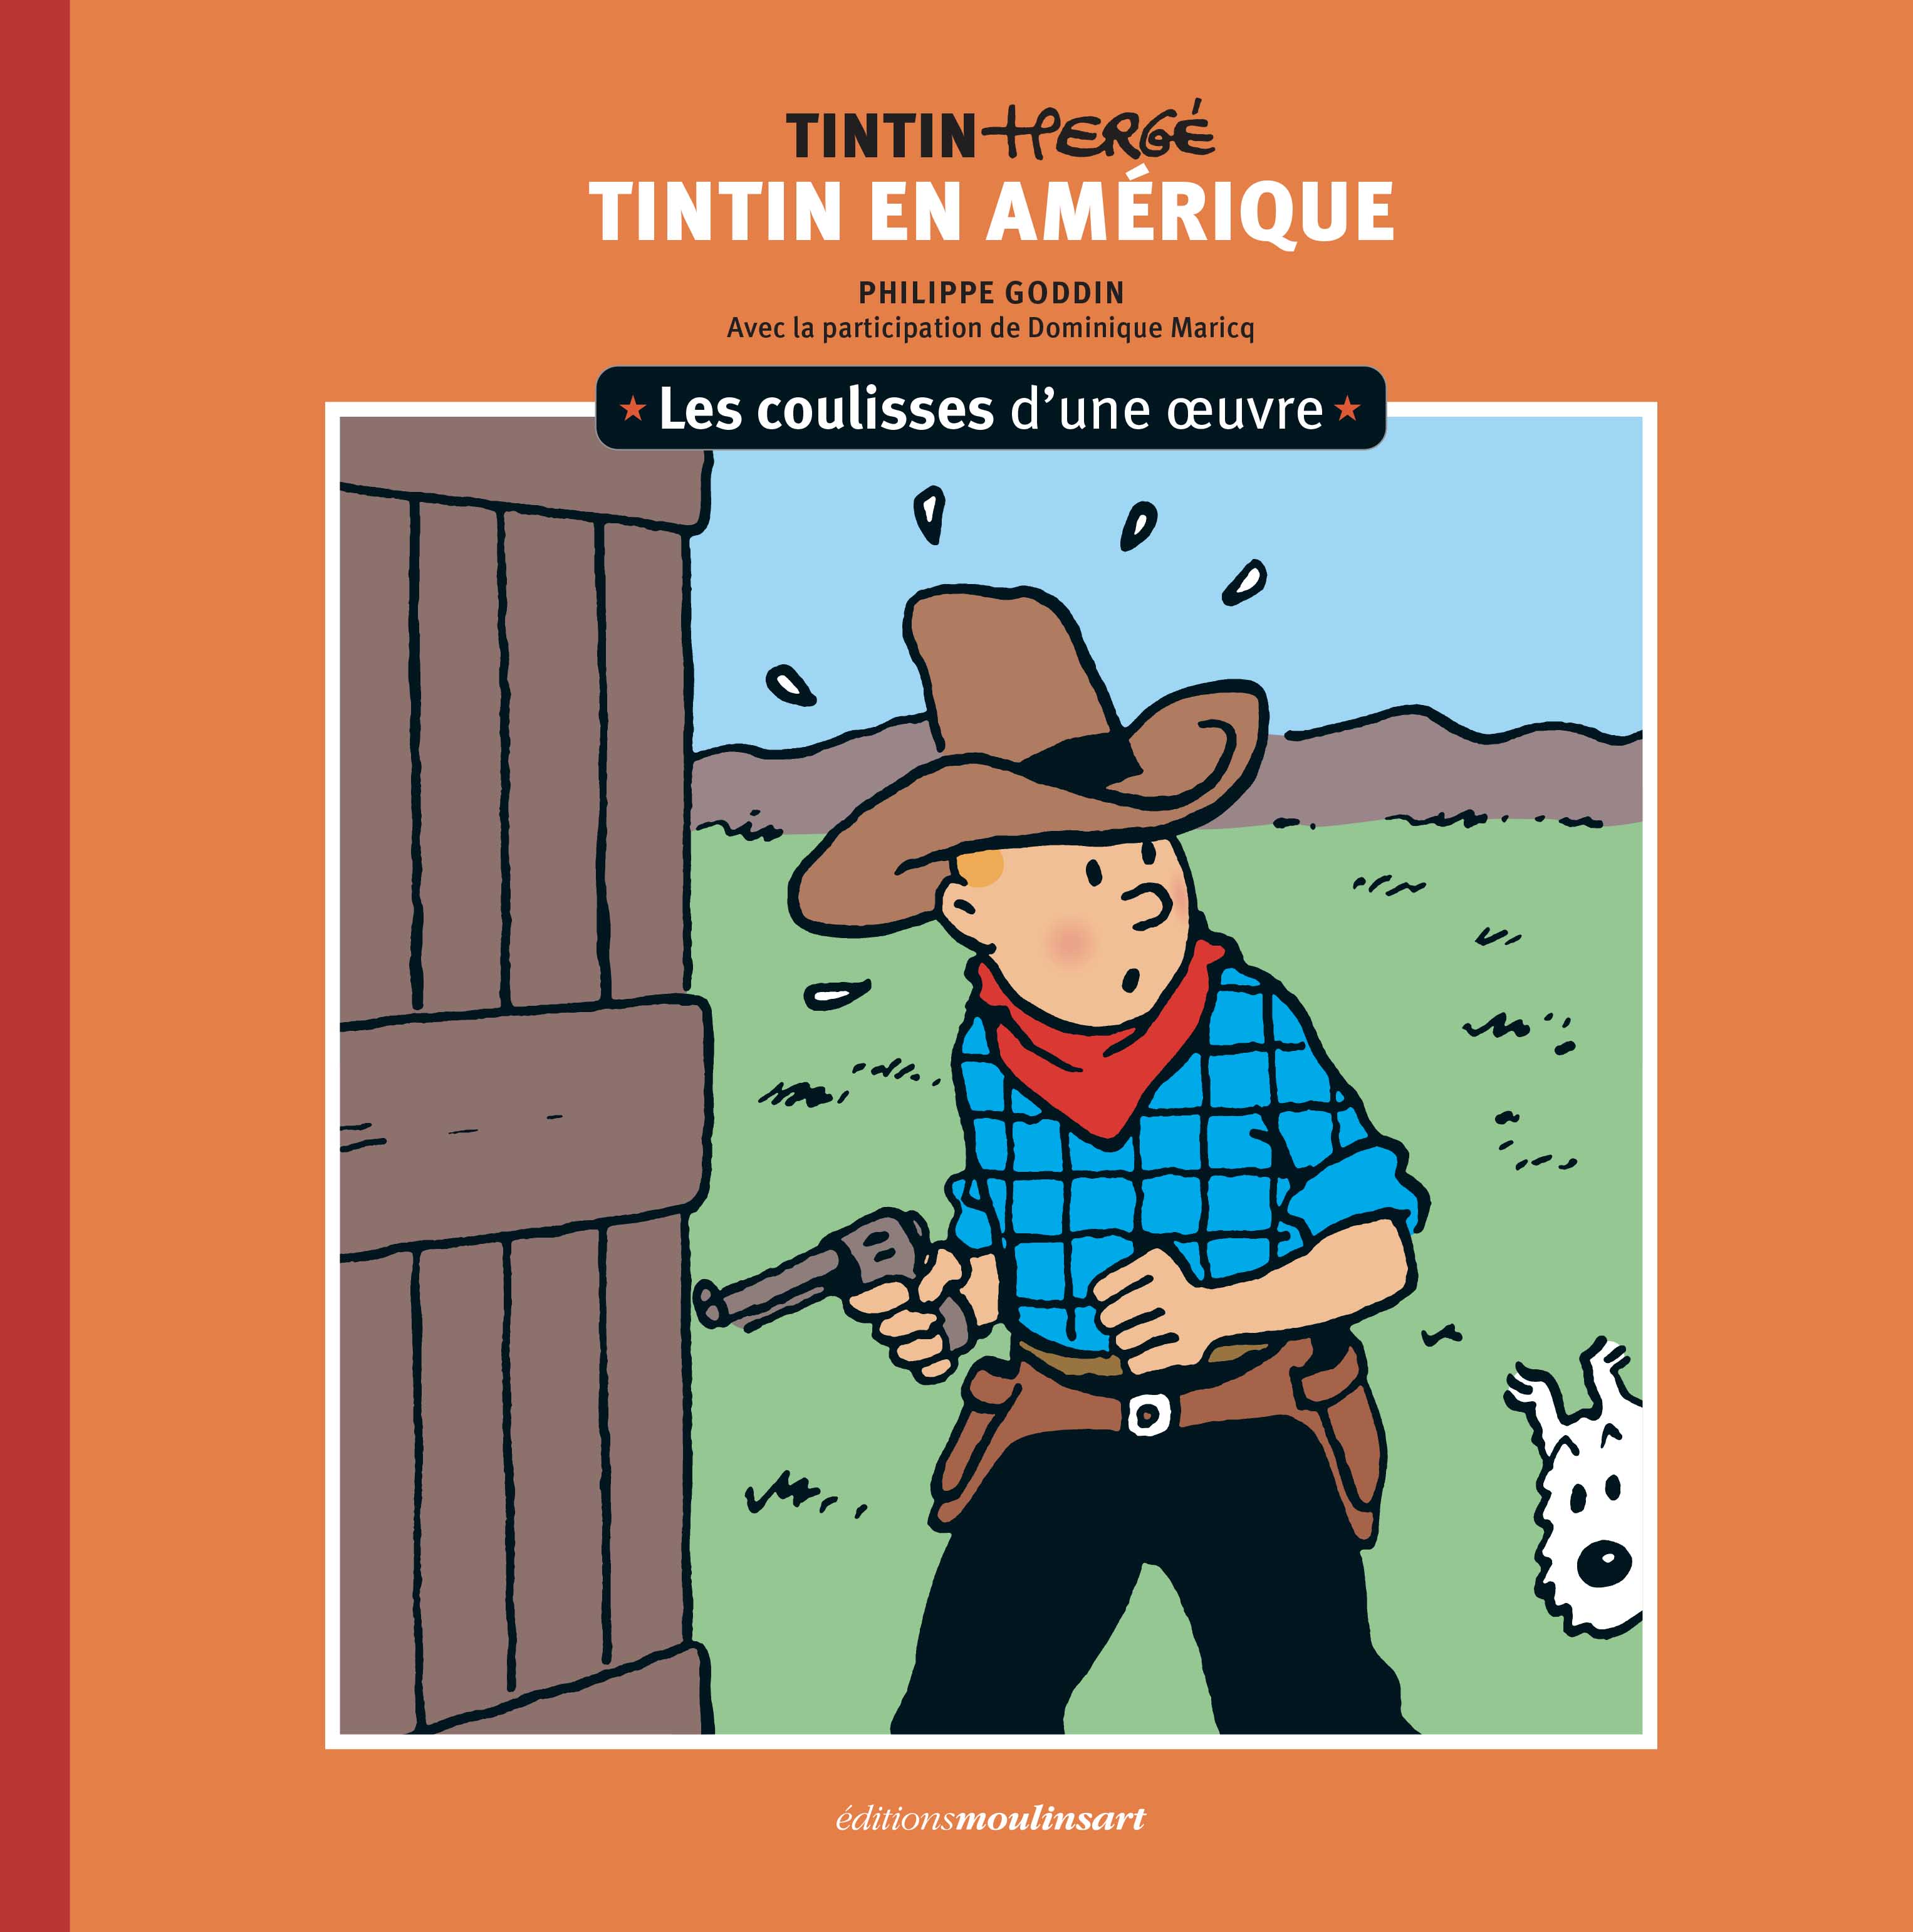 TINTIN HERGÉ
TINTIN EN AMÉRIQUE
PHILIPPE GODDIN
Avec la participation de Dominique Maricq
★ Les coulisses d’une œuvre ★
éditionsmoulinsart